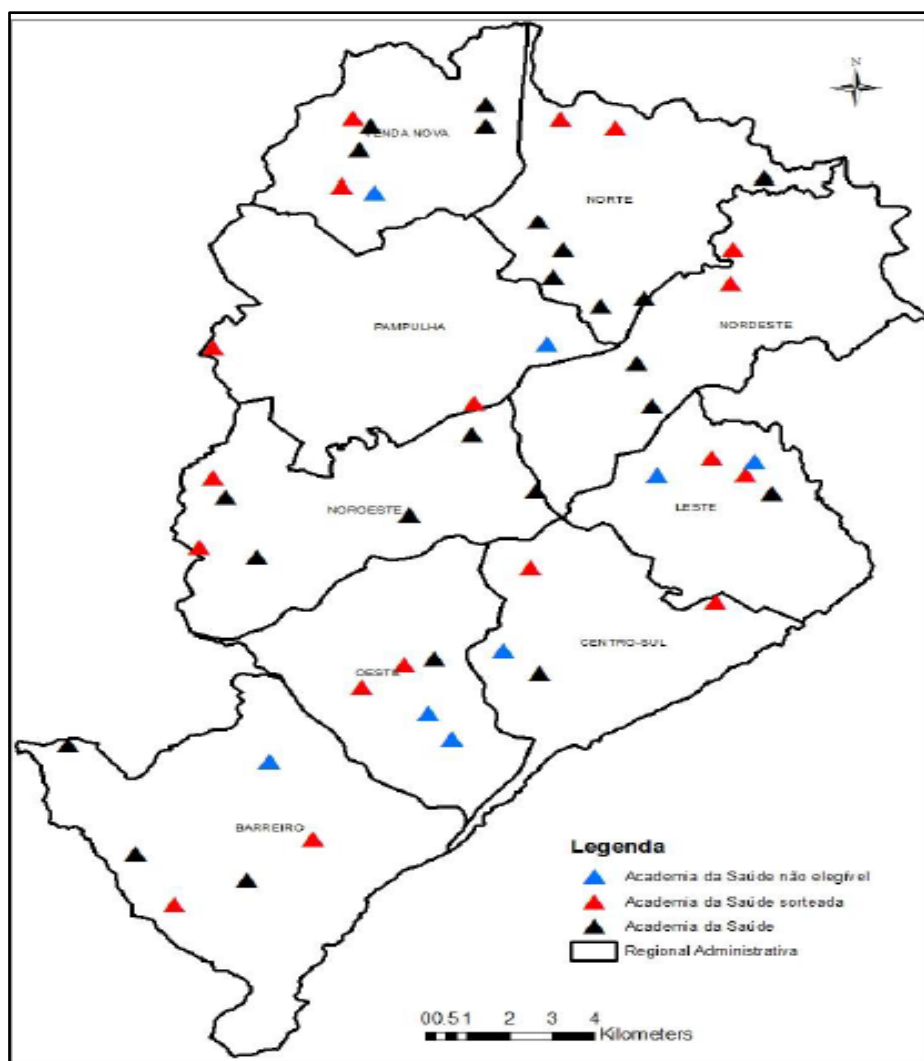 N
VENDA NOVA
NORTE
NORDESTE
PAMPULHA
NOROESTE
LESTE
CENTRO-SUL
OESTE
BARREIRO
Legenda
Academia da Saúde não elegível
Academia da Saúde sorteada
Academia da Saúde
Regional Administrativa
00.51 2 3 4
Kilometers